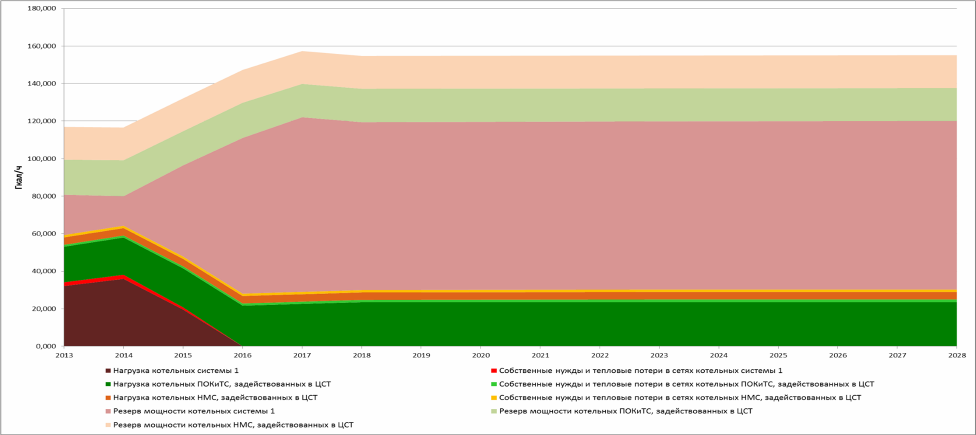 180,000
160,000
140,000
120,000
100,000
80,000
60,000
40,000
20,000
0,000
Гкал/ч
2013 2014 2015 2016 2017 2018 2019 2020 2021 2022 2023 2024 2025 2026 2027 2028
Нагрузка котельных системы 1
Собственные нужды и тепловые потери в сетях котельных системы 1
Нагрузка котельных ПОКиТС, задействованных в ЦСТ
Собственные нужды и тепловые потери в сетях котельных ПОКиТС, задействованных в ЦСТ
Нагрузка котельных НМС, задействованных в ЦСТ
Собственные нужды и тепловые потери в сетях котельных НМС, задействованных в ЦСТ
Резерв мощности котельных системы 1
Резерв мощности котельных ПОКиТС, задействованных в ЦСТ
Резерв мощности котельных НМС, задействованных в ЦСТ